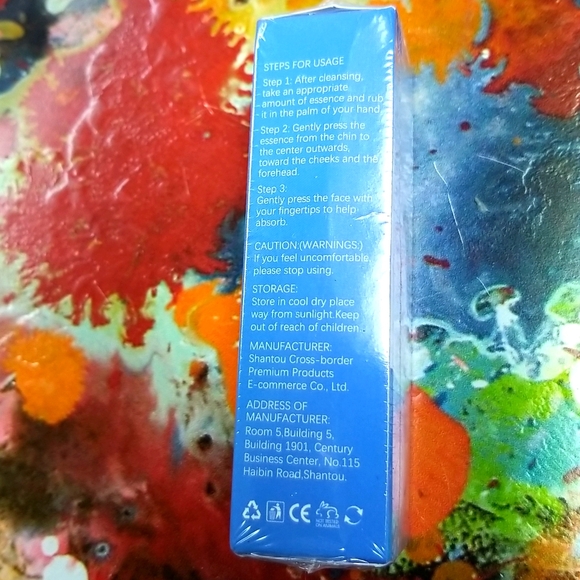 STEPS FOR USAGE
Step 1: After cleansing,
take an appropriate
amount of essence and rub
it in the palm of your hand.
Step 2: Gently press the
essence from the chin to
the center outwards,
toward the cheeks and the
forehead.
Step 3:
Gently press the face with
your fingertips to help
absorb.
CAUTION:(WARNINGS:)
If you feel uncomfortable,
please stop using.
STORAGE:
Store in cool dry place
way from sunlight.Keep
out of reach of children.
MANUFACTURER:
Shantou Cross-border
Premium Products
E-commerce Co., Ltd.
ADDRESS OF
MANUFACTURER:
Room 5,Building 5,
Building 1901, Century
Business Center, No.115
Haibin Road,Shantou.
CE
NOT TESTED
ON ANIMALS